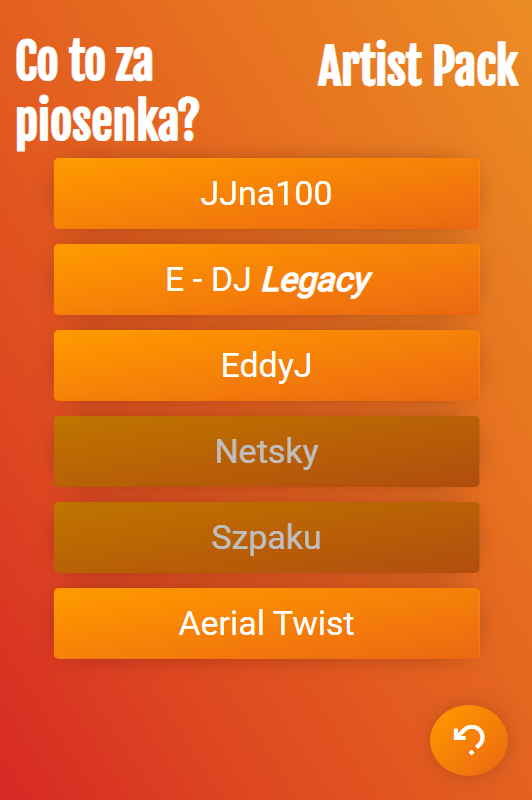 Co to za
piosenka?
Artist Pack
JJna100
E - DJ Legacy
EddyJ
Netsky
Szpaku
Aerial Twist